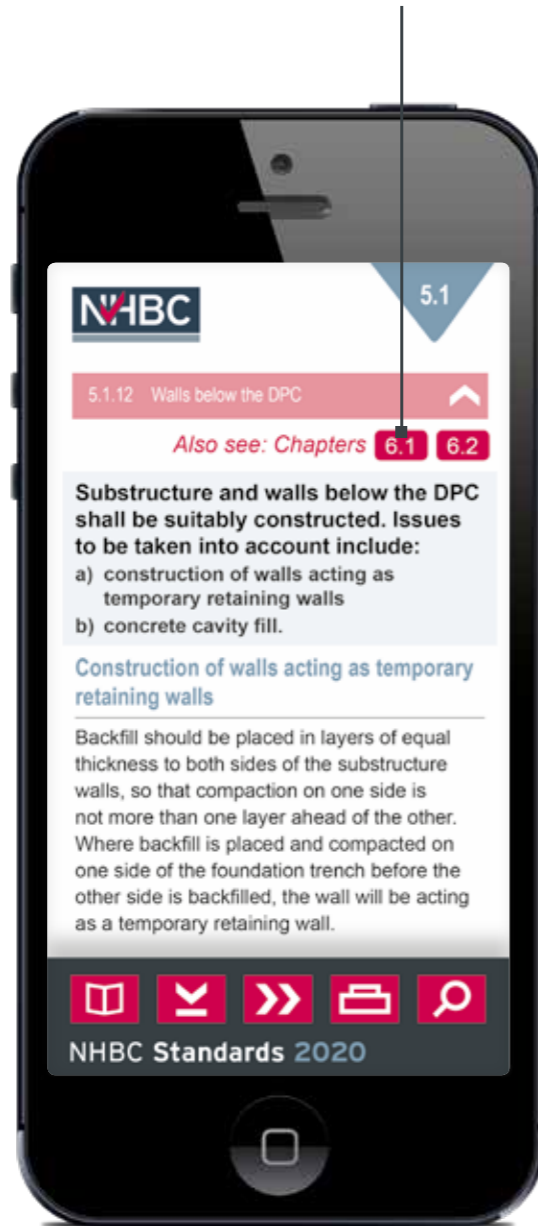 NHBC
5.1
5.1.12 Walls below the DPC
Also see: Chapters 6.1 6.2
Substructure and walls below the DPC
shall be suitably constructed. Issues
to be taken into account include:
a) construction of walls acting as
temporary retaining walls
b) concrete cavity fill.
Construction of walls acting as temporary
retaining walls
Backfill should be placed in layers of equal
thickness to both sides of the substructure
walls, so that compaction on one side is
not more than one layer ahead of the other.
Where backfill is placed and compacted on
one side of the foundation trench before the
other side is backfilled, the wall will be acting
as a temporary retaining wall.
NHBC Standards 2020